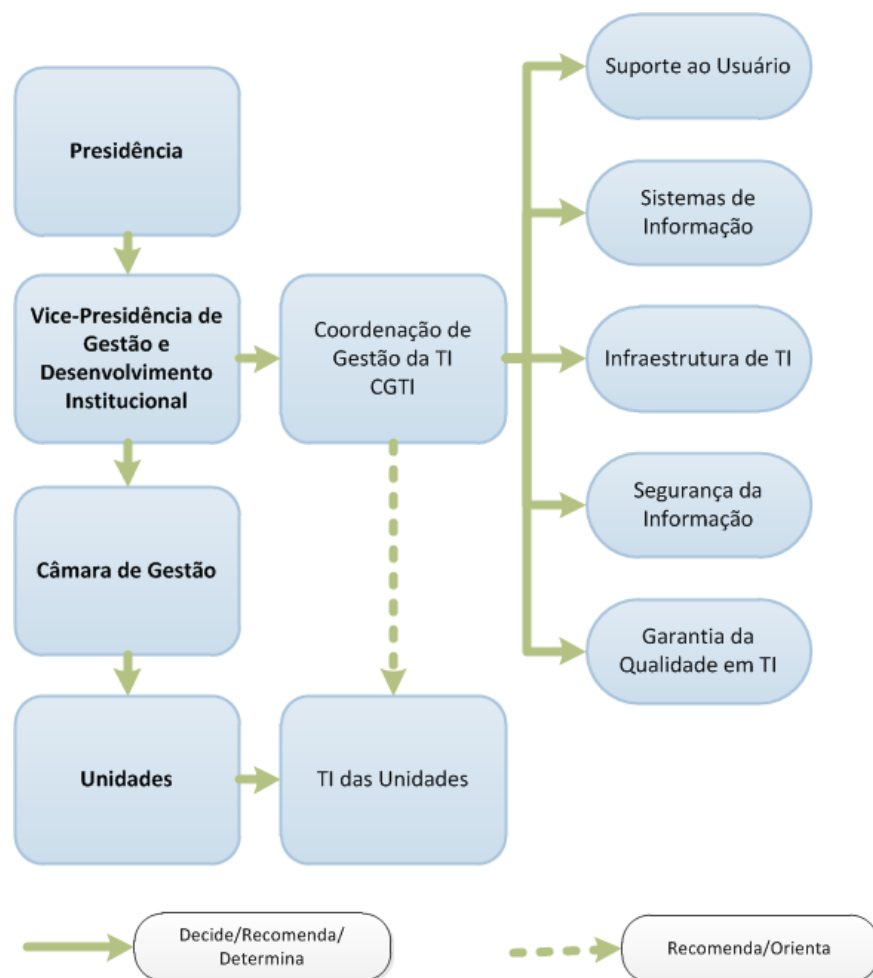 Presidência
Vice-Presidência de
Gestão e
Desenvolvimento
Institucional
Câmara de Gestão
Unidades
Coordenação de
Gestão da TI
CGTI
TI das Unidades
Suporte ao Usuário
Sistemas de
Informação
Infraestrutura de TI
Segurança da
Informação
Garantia da
Qualidade em TI
Decide/Recomenda/
Determina
Recomenda/Orienta